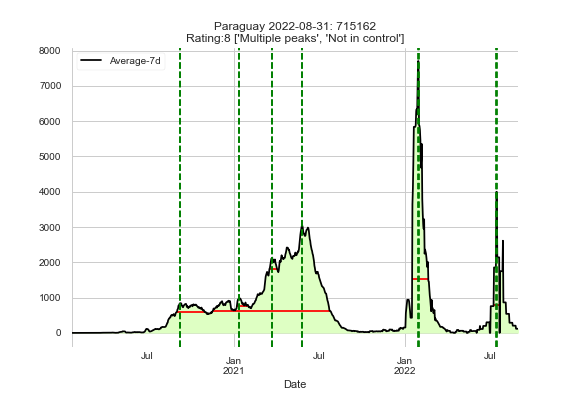 Paraguay 2022-08-31: 715162
Rating:8 ['Multiple peaks', 'Not in control']
8000
7000
6000
5000
4000
3000
2000
1000
0
Average-7d
Jul
Jan
2021
Jul
Jan
2022
Jul
Date